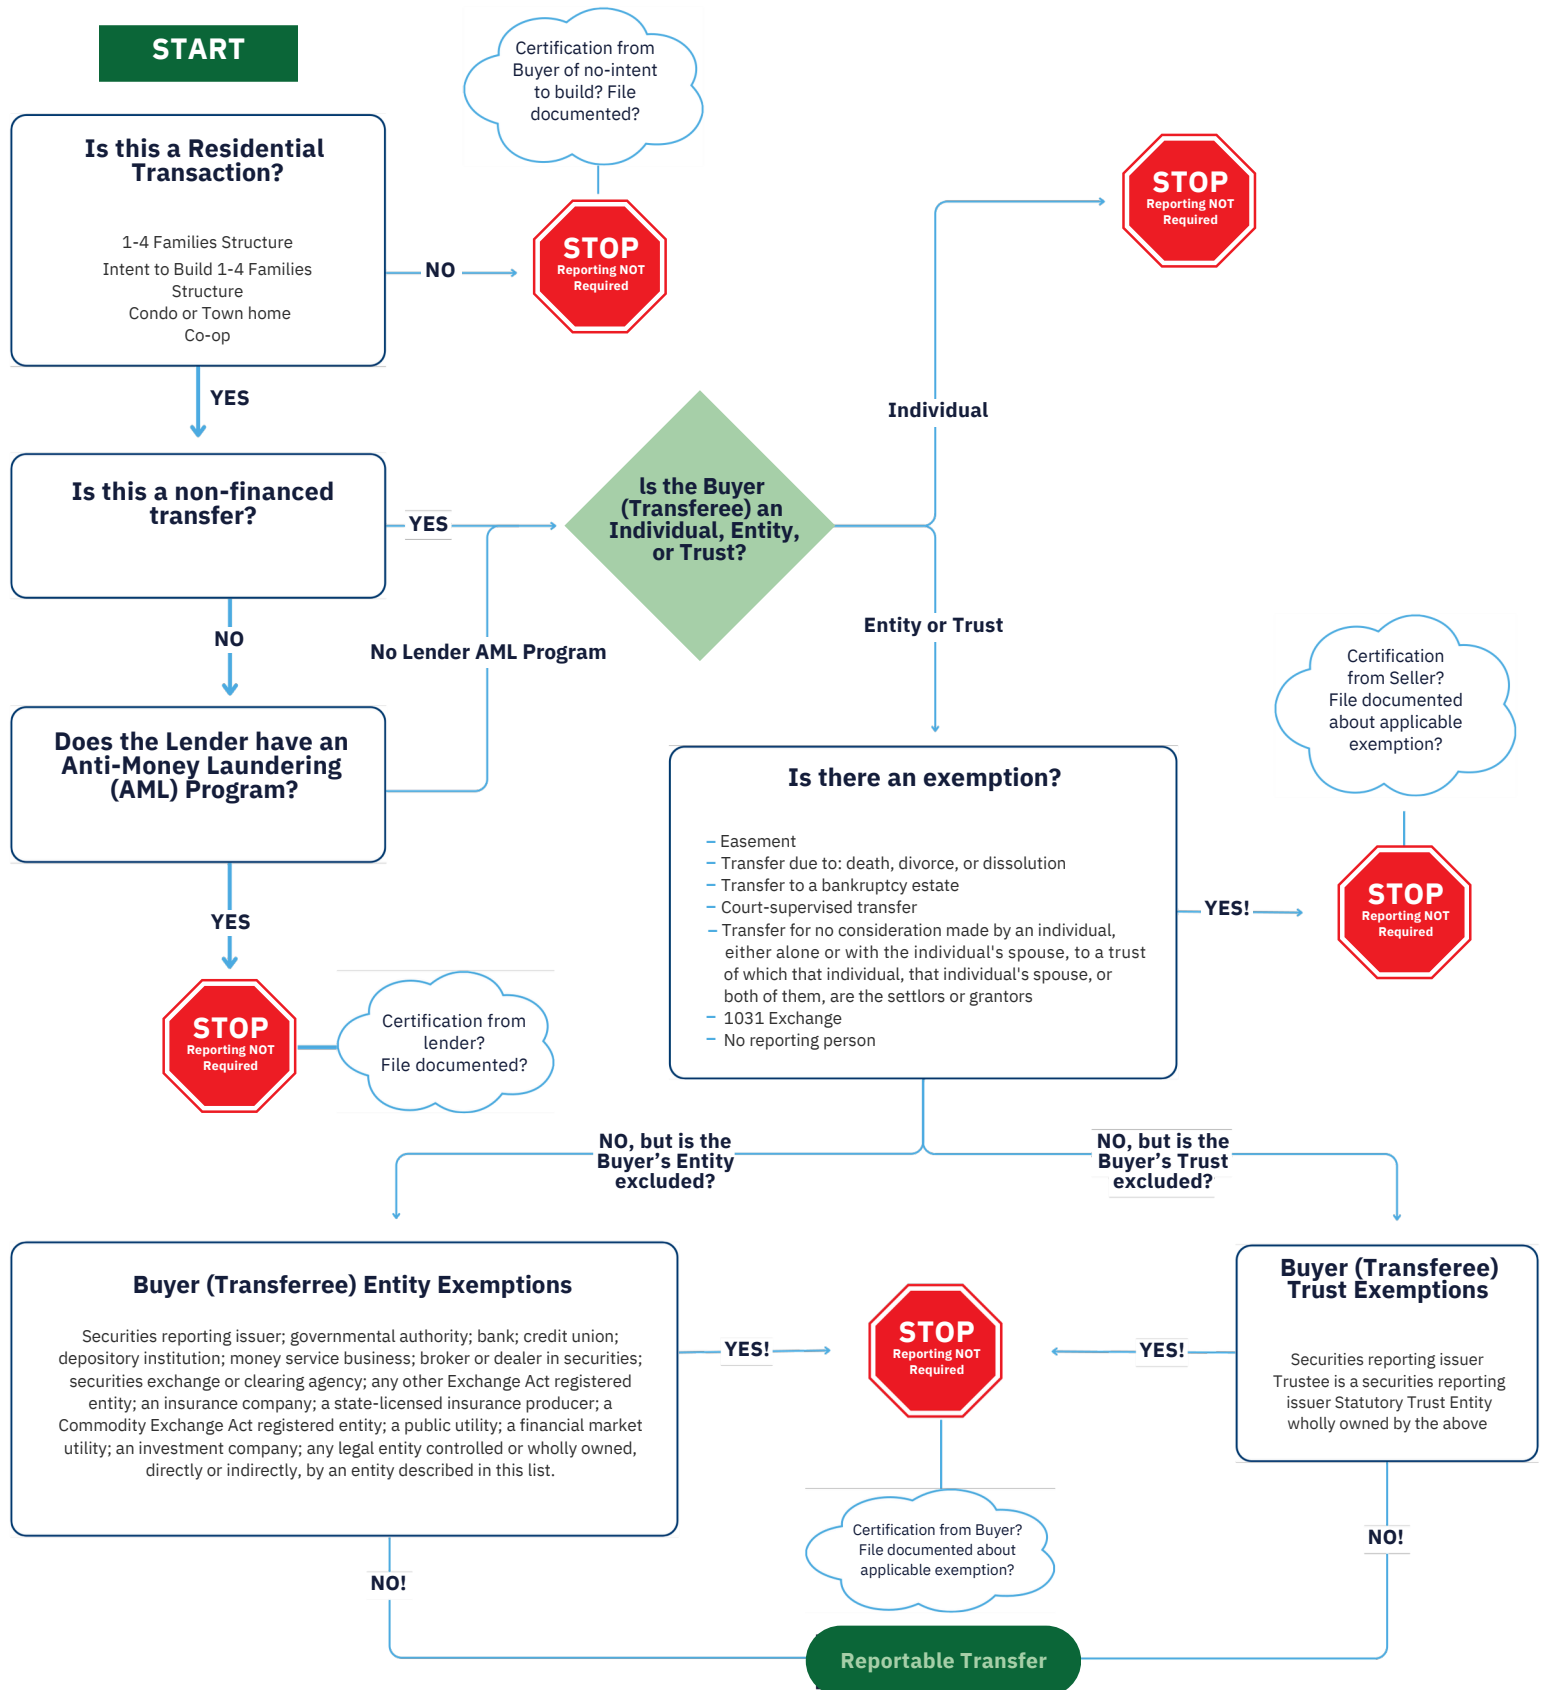 START
Certification from
Buyer of no-intent
to build? File
documented?
Is this a Residential
Transaction?
1-4 Families Structure
Intent to Build 1-4 Families
Structure
Condo or Town home
Co-op
NO
STOP
Reporting NOT
Required
STOP
Reporting NOT
Required
YES
Individual
Is this a non-financed
transfer?
YES
Is the Buyer
(Transferee) an
Individual, Entity,
or Trust?
NO
No Lender AML Program
Entity or Trust
Does the Lender have an
Anti-Money Laundering
(AML) Program?
Certification
from Seller?
File documented
about applicable
exemption?
Is there an exemption?
– Easement
– Transfer due to: death, divorce, or dissolution
– Transfer to a bankruptcy estate
– Court-supervised transfer
– Transfer for no consideration made by an individual,
either alone or with the individual's spouse, to a trust
of which that individual, that individual's spouse, or
both of them, are the settlors or grantors
– 1031 Exchange
– No reporting person
YES!
STOP
Reporting NOT
Required
YES
STOP
Reporting NOT
Required
Certification from
lender?
File documented?
NO, but is the
Buyer’s Entity
excluded?
NO, but is the
Buyer’s Trust
excluded?
Buyer (Transferree) Entity Exemptions
Securities reporting issuer; governmental authority; bank; credit union;
depository institution; money service business; broker or dealer in securities;
securities exchange or clearing agency; any other Exchange Act registered
entity; an insurance company; a state-licensed insurance producer; a
Commodity Exchange Act registered entity; a public utility; a financial market
utility; an investment company; any legal entity controlled or wholly owned,
directly or indirectly, by an entity described in this list.
YES!
STOP
Reporting NOT
Required
YES!
Buyer (Transferee)
Trust Exemptions
Securities reporting issuer
Trustee is a securities reporting
issuer Statutory Trust Entity
wholly owned by the above
Certification from Buyer?
File documented about
applicable exemption?
NO!
NO!
Reportable Transfer